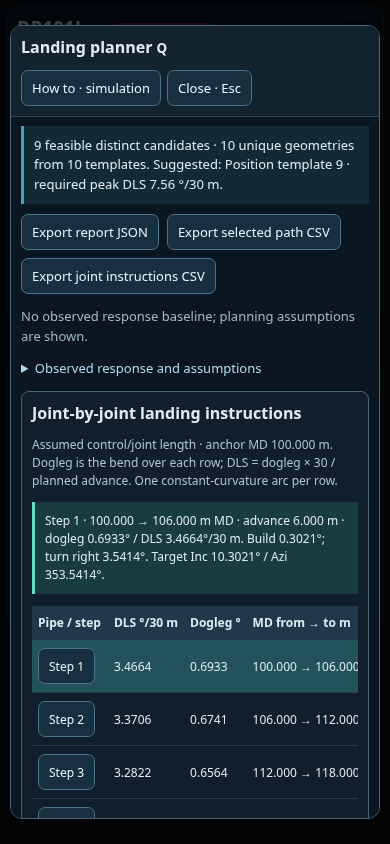 Landing planner Q
How to · simulation
Close · Esc
9 feasible distinct candidates · 10 unique geometries
from 10 templates. Suggested: Position template 9 ·
required peak DLS 7.56 °/30 m.
Export report JSON
Export selected path CSV
Export joint instructions CSV
No observed response baseline; planning assumptions
are shown.
▶ Observed response and assumptions
Joint-by-joint landing instructions
Assumed control/joint length · anchor MD 100.000 m.
Dogleg is the bend over each row; DLS = dogleg × 30 /
planned advance. One constant-curvature arc per row.
Step 1 · 100.000 → 106.000 m MD · advance 6.000 m ·
dogleg 0.6933° / DLS 3.4664°/30 m. Build 0.3021°;
turn right 3.5414°. Target Inc 10.3021° / Azi
353.5414°.
Pipe / step DLS °/30 m Dogleg ° MD from → to m
Step 1 3.4664 0.6933 100.000 → 106.000
Step 2 3.3706 0.6741 106.000 → 112.000
Step 3 3.2822 0.6564 112.000 → 118.000